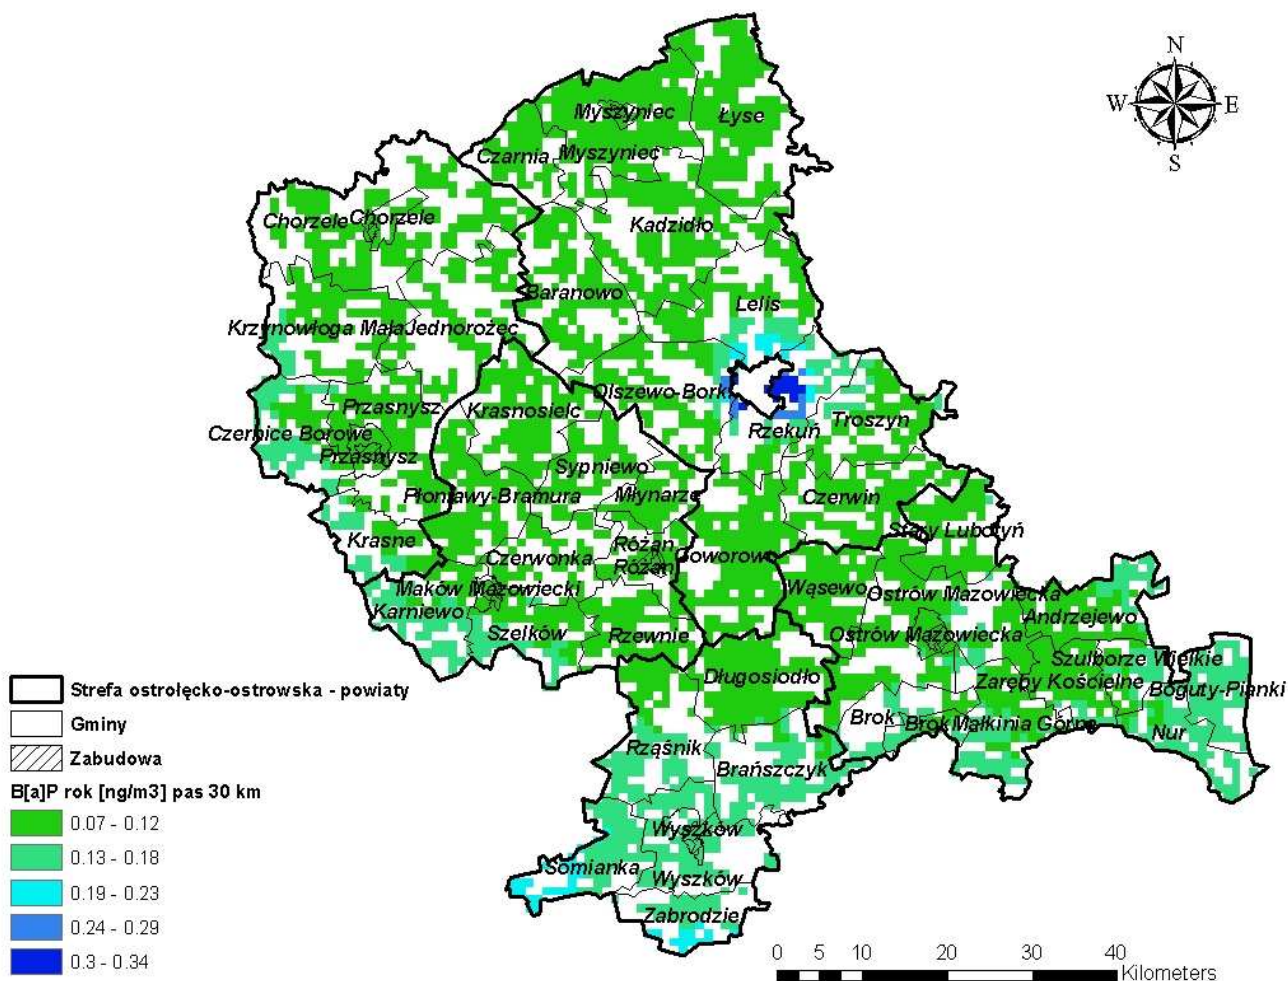 N
W E
S
Myszyniec
Łyse
Czarnia
Myszyniec
Chorzele
Chorzele
Kadzidło
Baranowo
Lelis
Krzynowłoga Mała
Jednorożec
Olszewo-Borki
Przasnysz
Krasnosielc
Troszyn
Czernice Borowe
Rzekuń
Przasnysz
Sypniewo
Płoniawy-Bramura
Młynarze
Czerwin
Stary Lubotyń
Krasne
Różan
Czerwonka
Goworowo
Różan
Wąsewo
Ostrów Mazowiecka
Maków Mazowiecki
Karniewo
Andrzejewo
Szelków
Rzewnie
Ostrów Mazowiecka
Szulborze Wielkie
Długosiodło
Zaręby Kościelne
Boguty-Pianki
Brok
Brok
Małkinia Górna
Nur
Rząśnik
Brańszczyk
Wyszków
Somianka
Wyszków
Zabrodzie
Strefa ostrołęcko-ostrowska - powiaty
Gminy
Zabudowa
B[a]P rok [ng/m3] pas 30 km
0.07 - 0.12
0.13 - 0.18
0.19 - 0.23
0.24 - 0.29
0.3 - 0.34
0 5 10 20 30 40
Kilometers